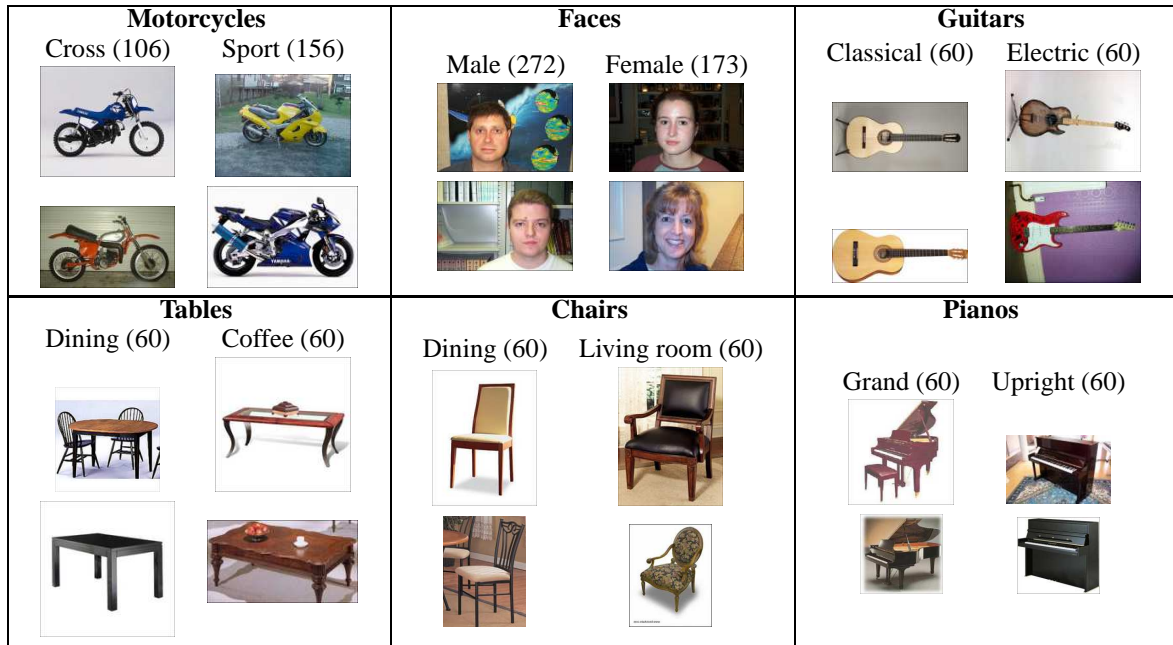 Motorcycles
Cross (106) Sport (156)
YAMAHA
Faces
Male (272) Female (173)
Guitars
Classical (60) Electric (60)
Tables
Dining (60) Coffee (60)
Chairs
Dining (60) Living room (60)
Pianos
Grand (60) Upright (60)